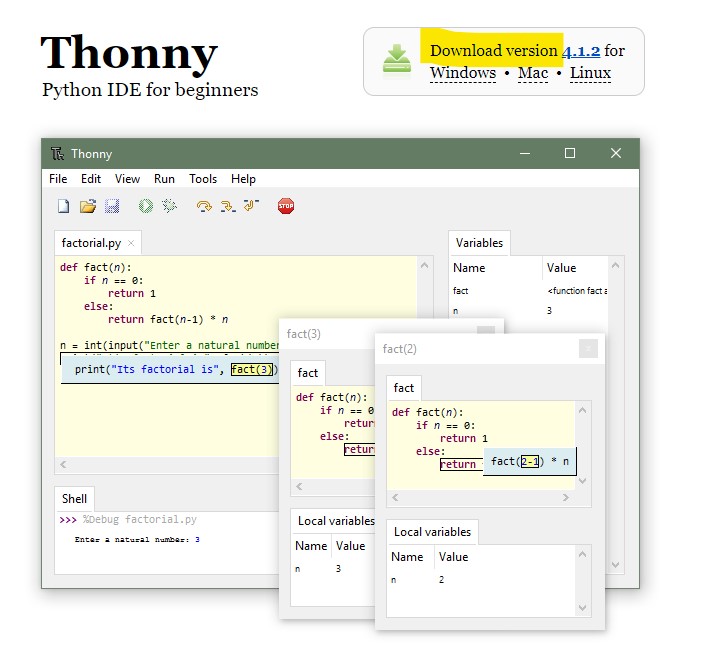 Thonny
Python IDE for beginners
Download version 4.1.2 for
Windows • Mac • Linux
Thonny
File Edit View Run Tools Help
STOP
factorial.py
def fact(n):
if n == 0:
return 1
else:
return fact(n-1) * n
n = int(input("Enter a natural number
print("Its factorial is", fact(3))
Shell
>>> %Debug factorial.py
Enter a natural number: 3
Variables
Name Value
fact <function fact a
n 3
fact(3)
fact
def fact(n):
if n == 0
retur
else:
retur
Local variables
Name Value
n 3
fact(2)
fact
def fact(n):
if n == 0:
return 1
else:
return fact(2-1) * n
Local variables
Name Value
n 2